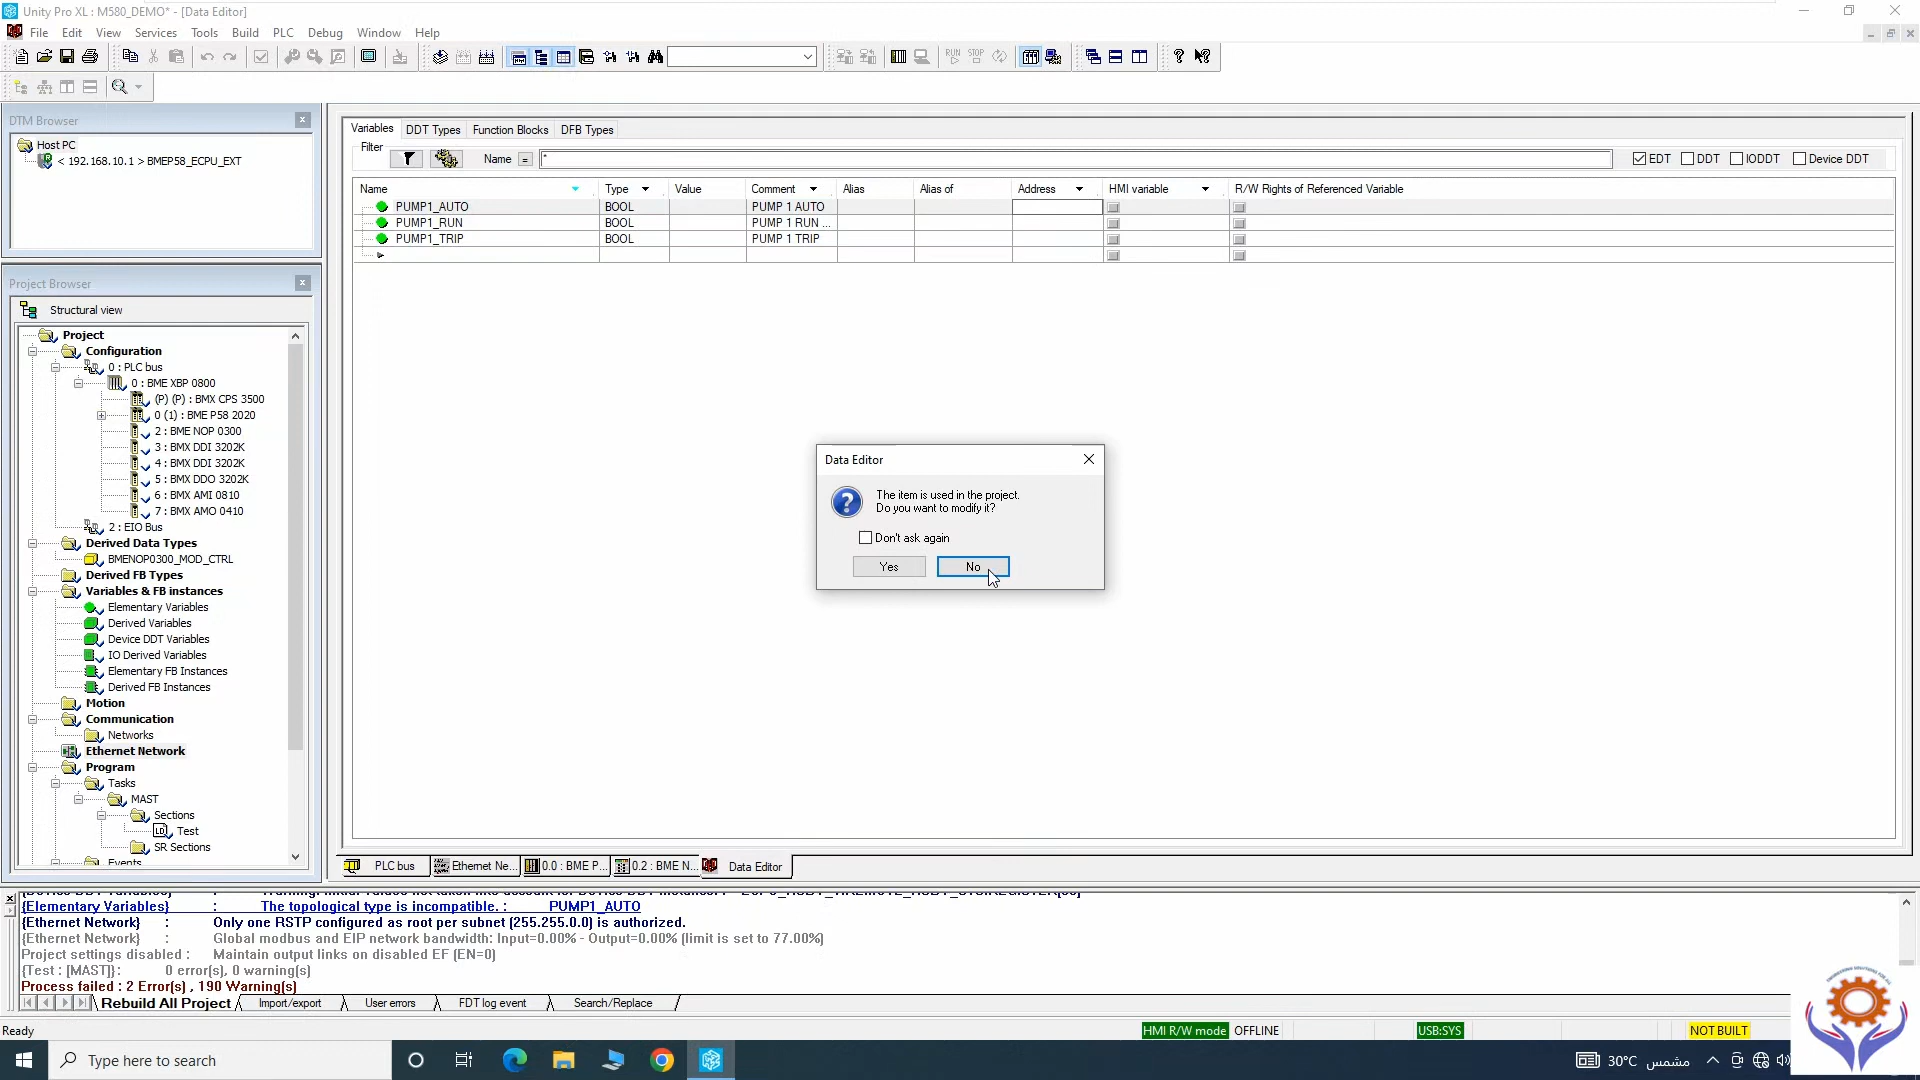 Unity Pro XL : M580_DEMO* - [Data Editor]
File Edit View Services Tools Build PLC Debug Window Help
DTM Browser
Host PC
< 192.168.10.1 > BMEP58_ECPU_EXT
Project Browser
Structural view
Project
Configuration
0 : PLC bus
0 : BME XBP 0800
(P) (P) : BMX CPS 3500
0 (1) : BME P58 2020
2 : BME NOP 0300
3 : BMX DDI 3202K
4 : BMX DDI 3202K
5 : BMX DDO 3202K
6 : BMX AMI 0810
7 : BMX AMO 0410
2 : EIO Bus
Derived Data Types
BMENOP0300_MOD_CTRL
Derived FB Types
Variables & FB instances
Elementary Variables
Derived Variables
Device DDT Variables
IO Derived Variables
Elementary FB Instances
Derived FB Instances
Motion
Communication
Networks
Ethernet Network
Program
Tasks
MAST
Sections
Test
SR Sections
Events
Variables DDT Types Function Blocks DFB Types
Filter
Name = * EDT DDT IODDT Device DDT
Name Type Value Comment Alias Alias of Address HMI variable R/W Rights of Referenced Variable
PUMP1_AUTO BOOL PUMP 1 AUTO
PUMP1_RUN BOOL PUMP 1 RUN ...
PUMP1_TRIP BOOL PUMP 1 TRIP
Data Editor
The item is used in the project.
Do you want to modify it?
Don't ask again
Yes No
PLC bus Ethernet Ne... 0.0 : BME P... 0.2 : BME N... Data Editor
{Elementary Variables} : The topological type is incompatible. : PUMP1_AUTO
{Ethernet Network} : Only one RSTP configured as root per subnet (255.255.0.0) is authorized.
{Ethernet Network} : Global modbus and EIP network bandwidth: Input=0.00% - Output=0.00% (limit is set to 77.00%)
Project settings disabled : Maintain output links on disabled EF (EN=0)
{Test : [MAST]} : 0 error(s), 0 warning(s)
Process failed : 2 Error(s) , 190 Warning(s)
Rebuild All Project Import/export User errors FDT log event Search/Replace
Ready HMI R/W mode OFFLINE USB:SYS NOT BUILT
Type here to search 30°C مشمس